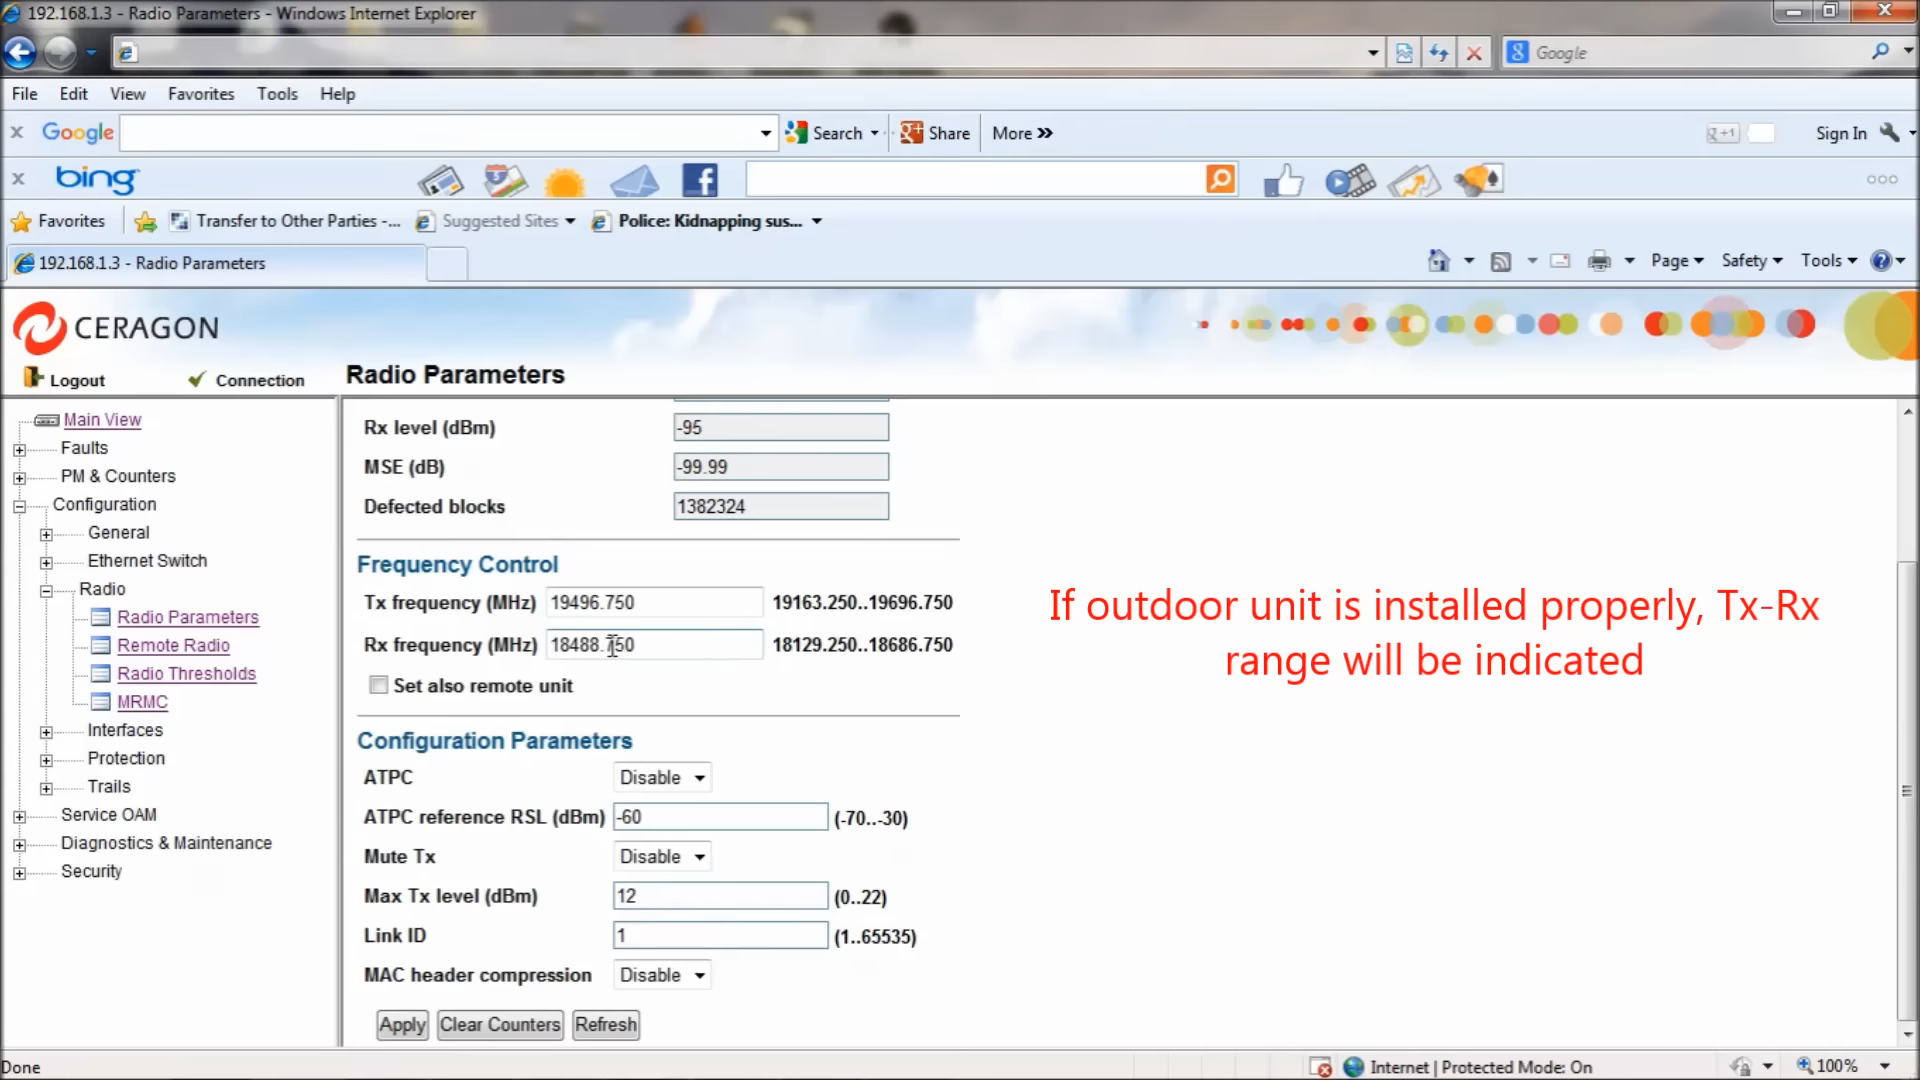 192.168.1.3 - Radio Parameters - Windows Internet Explorer
Google
File Edit View Favorites Tools Help
x Google Search Share More »
+1 Sign In
x bing
Favorites Transfer to Other Parties -... Suggested Sites Police: Kidnapping sus...
192.168.1.3 - Radio Parameters
Page Safety Tools
CERAGON
Logout Connection Radio Parameters
Main View
Faults
PM & Counters
Configuration
General
Ethernet Switch
Radio
Radio Parameters
Remote Radio
Radio Thresholds
MRMC
Interfaces
Protection
Trails
Service OAM
Diagnostics & Maintenance
Security
Rx level (dBm) -95
MSE (dB) -99.99
Defected blocks 1382324
Frequency Control
Tx frequency (MHz) 19496.750 19163.250..19696.750
Rx frequency (MHz) 18488.750 18129.250..18686.750
Set also remote unit
Configuration Parameters
ATPC Disable
ATPC reference RSL (dBm) -60 (-70..-30)
Mute Tx Disable
Max Tx level (dBm) 12 (0..22)
Link ID 1 (1..65535)
MAC header compression Disable
Apply Clear Counters Refresh
If outdoor unit is installed properly, Tx-Rx
range will be indicated
Done Internet | Protected Mode: On 100%